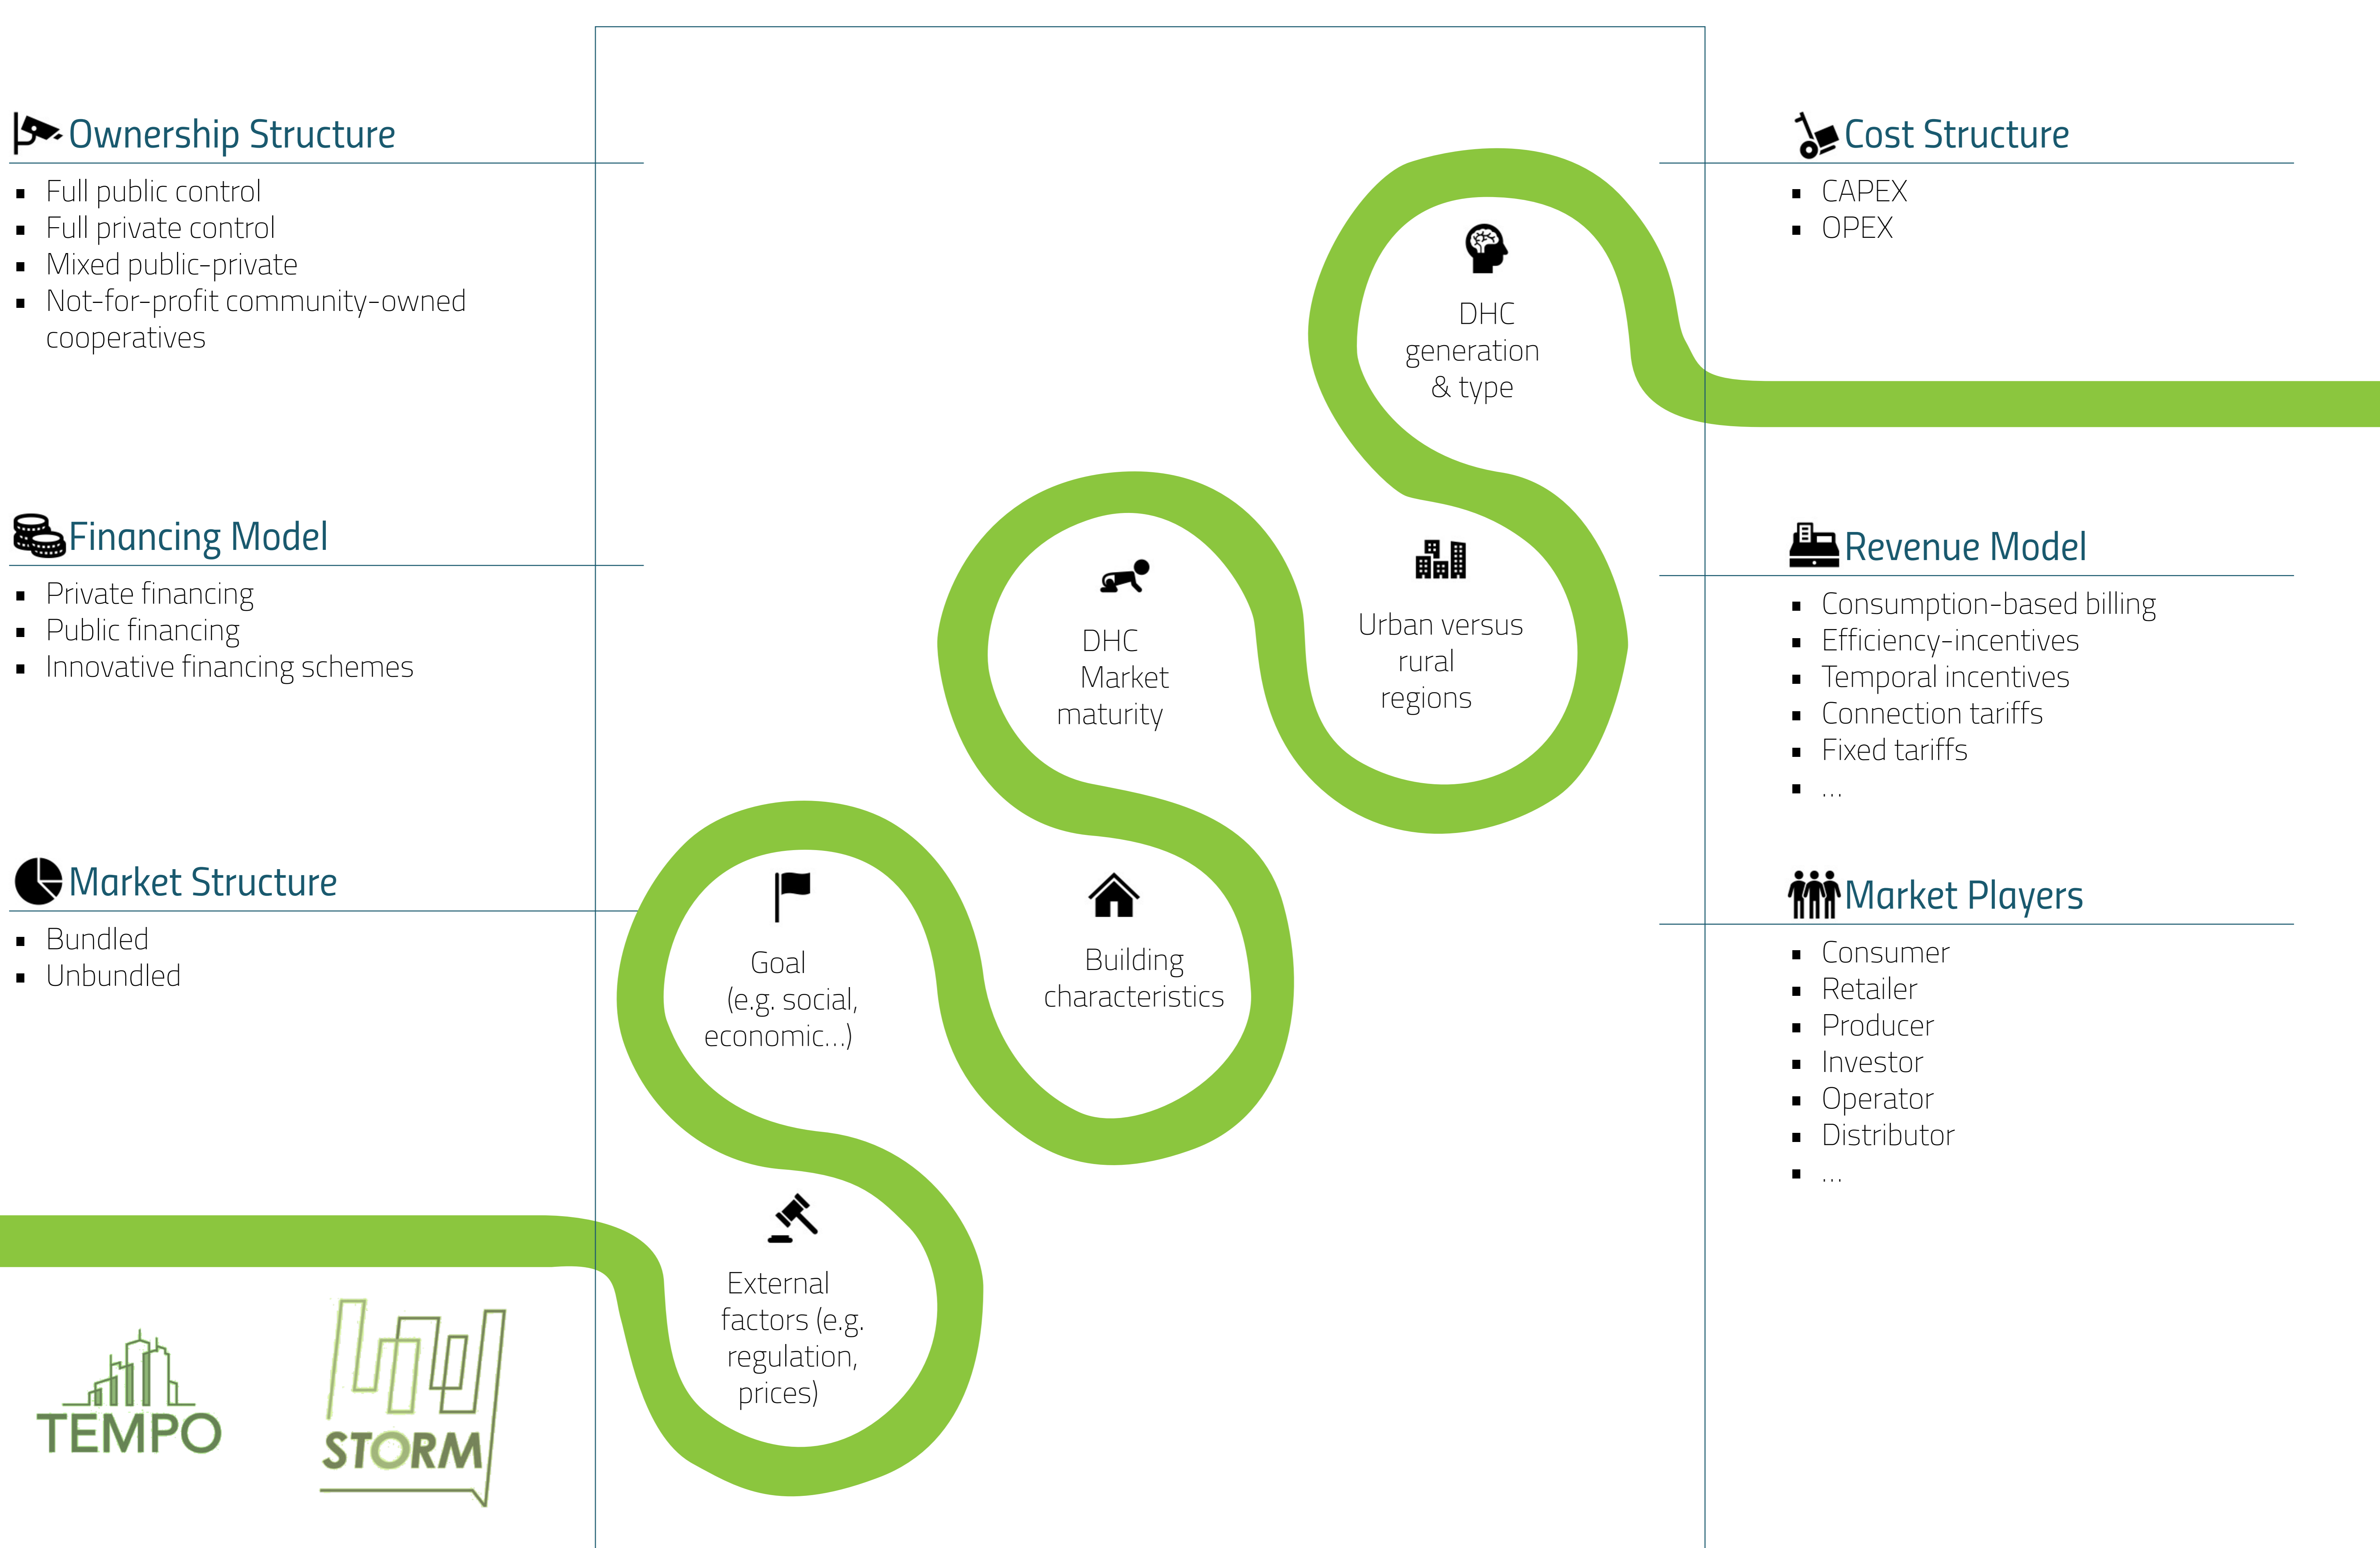 Ownership Structure
▪ Full public control
▪ Full private control
▪ Mixed public-private
▪ Not-for-profit community-owned
cooperatives
Financing Model
▪ Private financing
▪ Public financing
▪ Innovative financing schemes
Market Structure
▪ Bundled
▪ Unbundled
TEMPO
STORM
External
factors (e.g.
regulation,
prices)
Goal
(e.g. social,
economic...)
Building
characteristics
DHC
Market
maturity
Urban versus
rural
regions
DHC
generation
& type
Cost Structure
▪ CAPEX
▪ OPEX
Revenue Model
▪ Consumption-based billing
▪ Efficiency-incentives
▪ Temporal incentives
▪ Connection tariffs
▪ Fixed tariffs
▪ ...
Market Players
▪ Consumer
▪ Retailer
▪ Producer
▪ Investor
▪ Operator
▪ Distributor
▪ ...